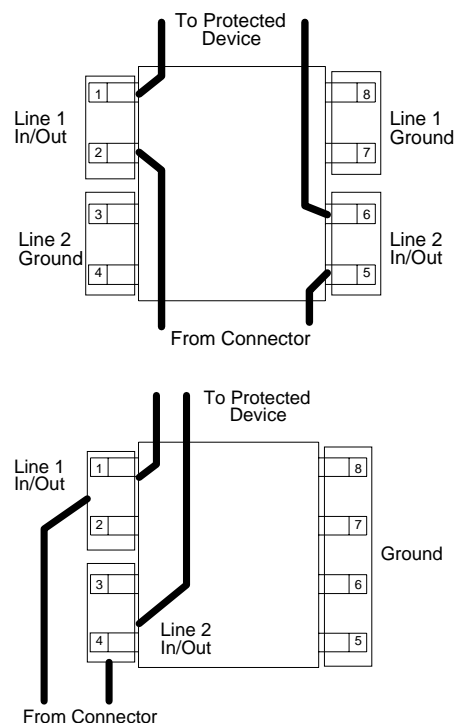 To Protected
Device
1
8
Line 1
In/Out
Line 1
Ground
2
7
3
6
Line 2
Ground
Line 2
In/Out
4
5
From Connector
To Protected
Device
Line 1
In/Out
1
8
2
7
Ground
3
6
4
Line 2
In/Out
5
From Connector